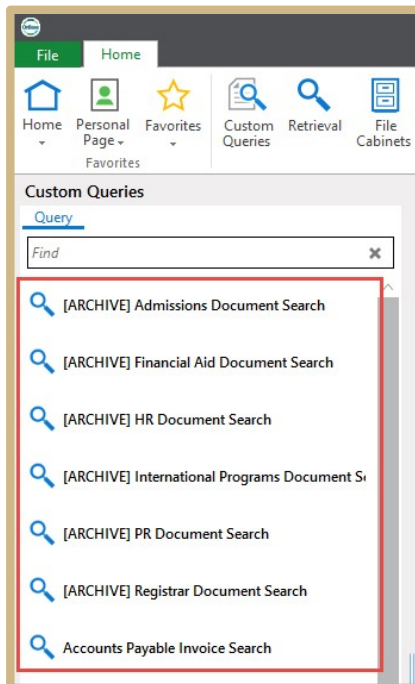 OnBase
File Home
Home Personal Page Favorites Custom Queries Retrieval File Cabinets
Favorites
Custom Queries
Query
Find
[ARCHIVE] Admissions Document Search
[ARCHIVE] Financial Aid Document Search
[ARCHIVE] HR Document Search
[ARCHIVE] International Programs Document Se
[ARCHIVE] PR Document Search
[ARCHIVE] Registrar Document Search
Accounts Payable Invoice Search